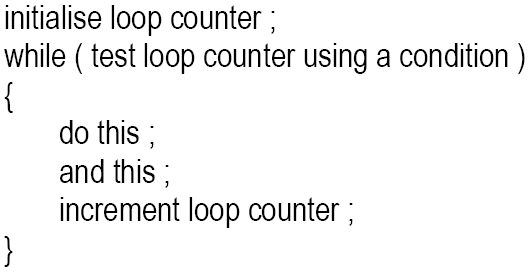 initialise loop counter ;
while ( test loop counter using a condition )
{
do this ;
and this ;
increment loop counter ;
}